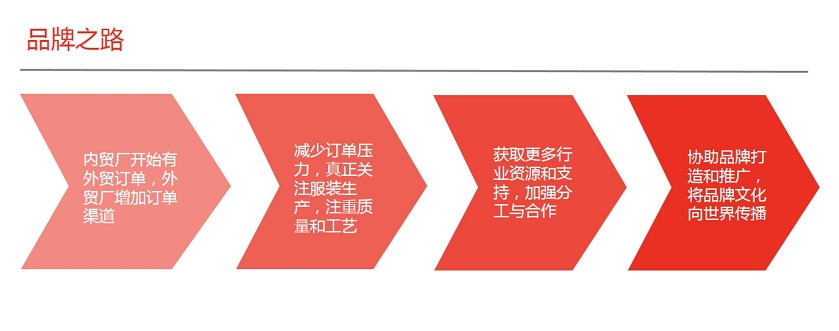 品牌之路
内贸厂开始有
外贸订单，外
贸厂增加订单
渠道
减少订单压
力，真正关
注服装生
产，注重质
量和工艺
获取更多行
业资源和支
持，加强分
工与合作
协助品牌打
造和推广，
将品牌文化
向世界传播